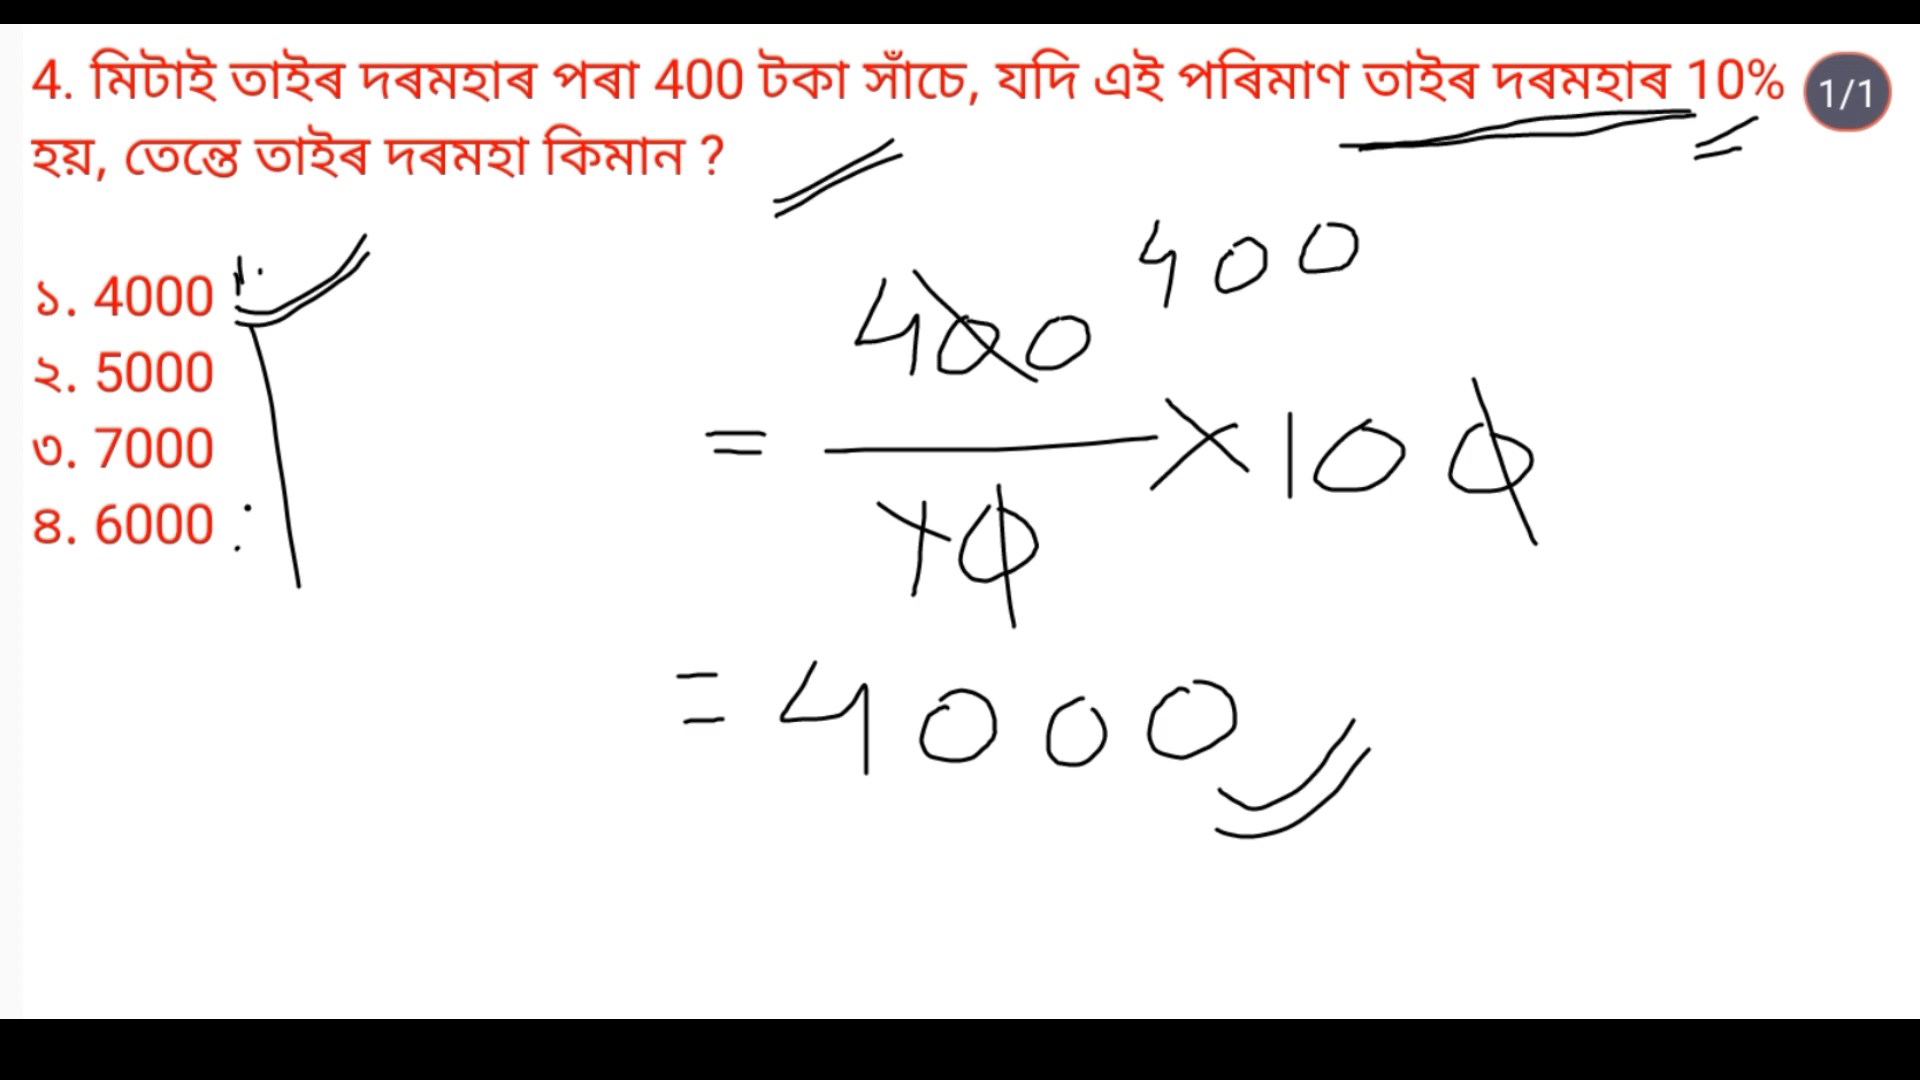 4. মিটাই তাইৰ দৰমহাৰ পৰা 400 টকা সাঁচে, যদি এই পৰিমাণ তাইৰ দৰমহাৰ 10%
হয়, তেন্তে তাইৰ দৰমহা কিমান ?
1/1
১. 4000
২. 5000
৩. 7000
৪. 6000
400
= 400/10 × 100
= 4000